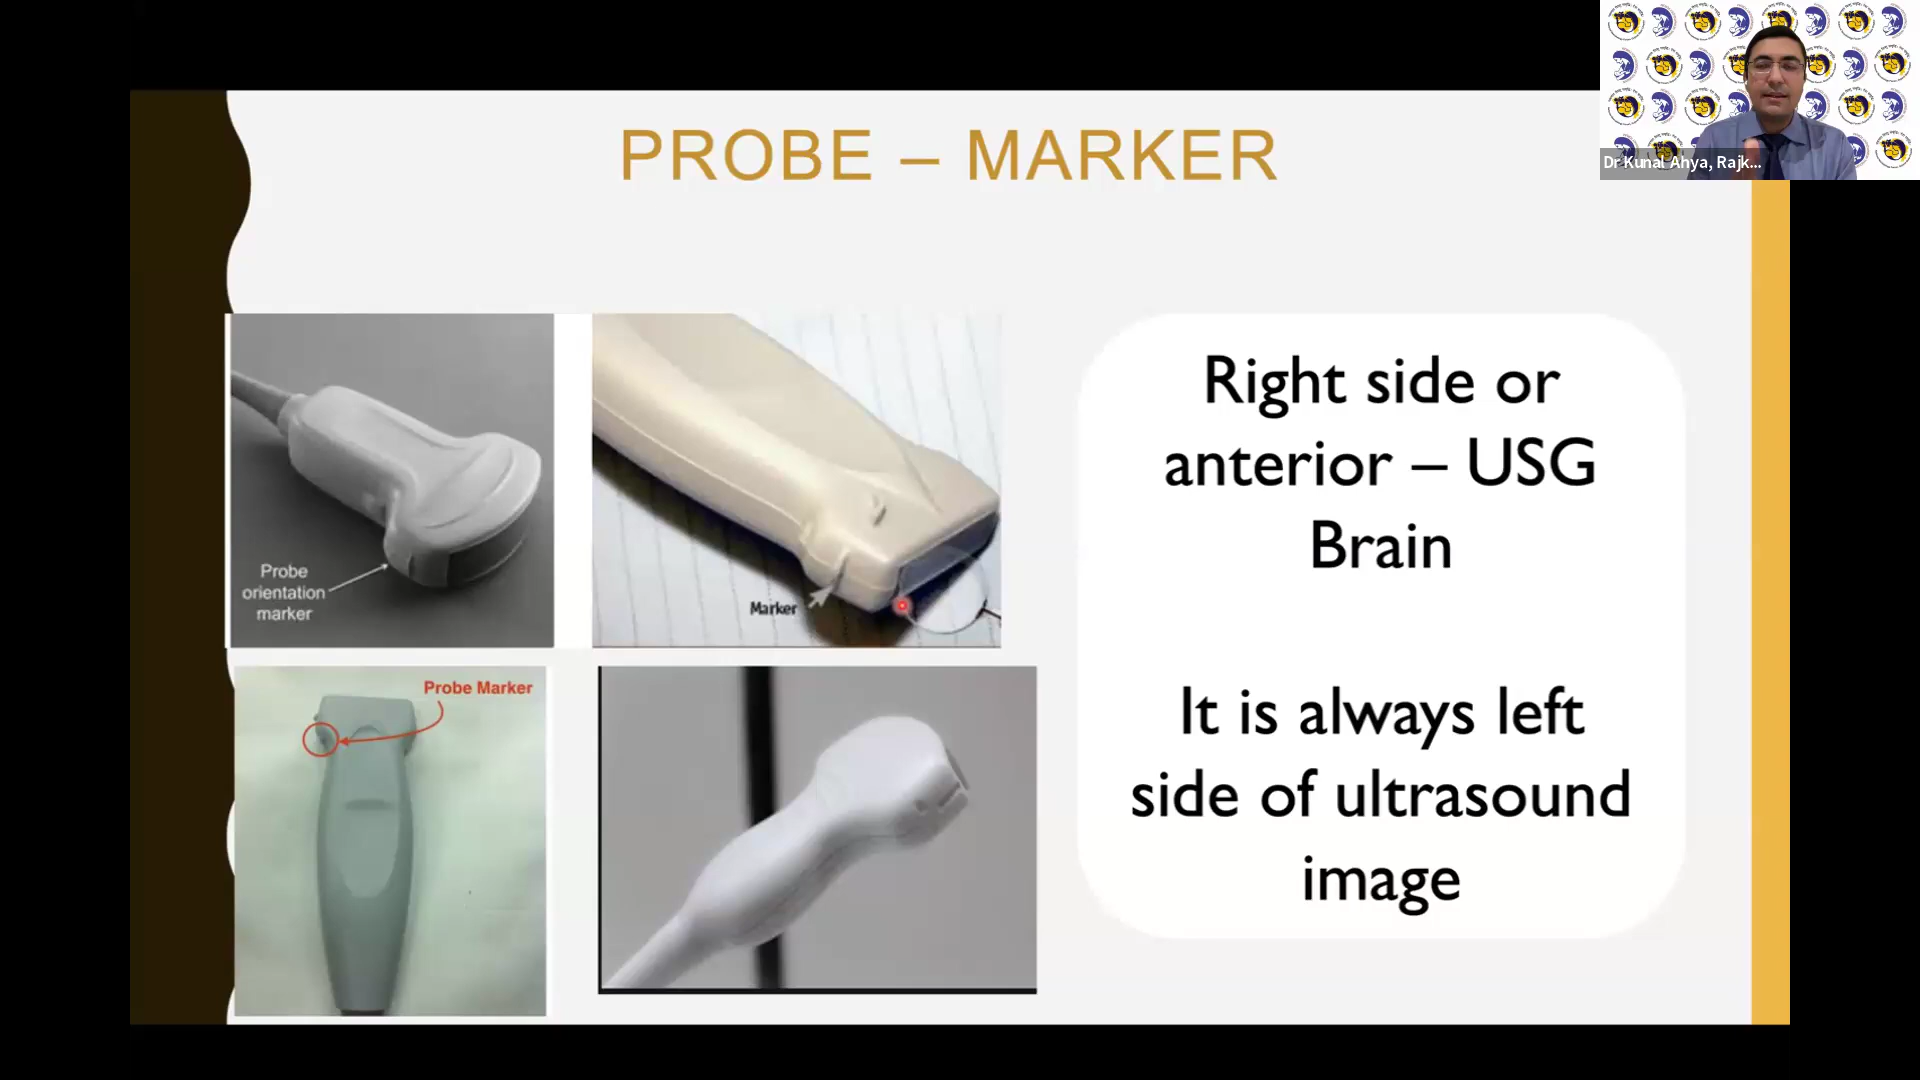 PROBE – MARKER
Dr Kunal Ahya, Rajk...
Probe
orientation
marker
Marker
Probe Marker
Right side or
anterior – USG
Brain
It is always left
side of ultrasound
image